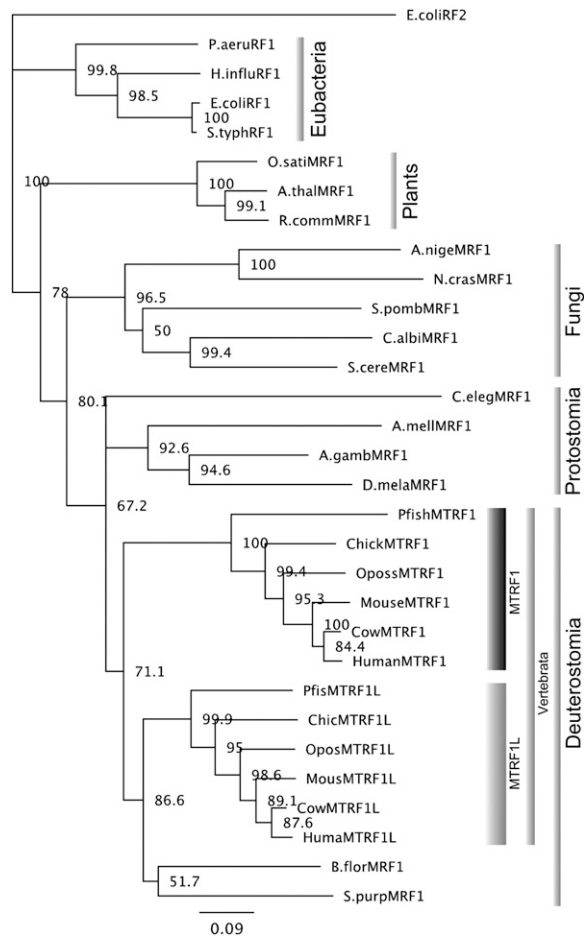 E.coliRF2
P.aeruRF1
99.8
H.influRF1
98.5
E.coliRF1
100
S.typhRF1
Eubacteria
O.satiMRF1
100
100
A.thalMRF1
99.1
R.commMRF1
Plants
A.nigeMRF1
100
N.crasMRF1
78
96.5
S.pombMRF1
50
C.albiMRF1
99.4
S.cereMRF1
Fungi
C.elegMRF1
80.1
A.mellMRF1
92.6
A.gambMRF1
94.6
D.melaMRF1
Protostomia
67.2
PfishMTRF1
100
ChickMTRF1
99.4
OpossMTRF1
95.3
MouseMTRF1
100
CowMTRF1
84.4
HumanMTRF1
MTRF1
71.1
PfisMTRF1L
99.9
ChicMTRF1L
95
OposMTRF1L
98.6
MousMTRF1L
89.1
CowMTRF1L
87.6
HumaMTRF1L
MTRF1L
Vertebrata
86.6
B.florMRF1
51.7
S.purpMRF1
Deuterostomia
0.09